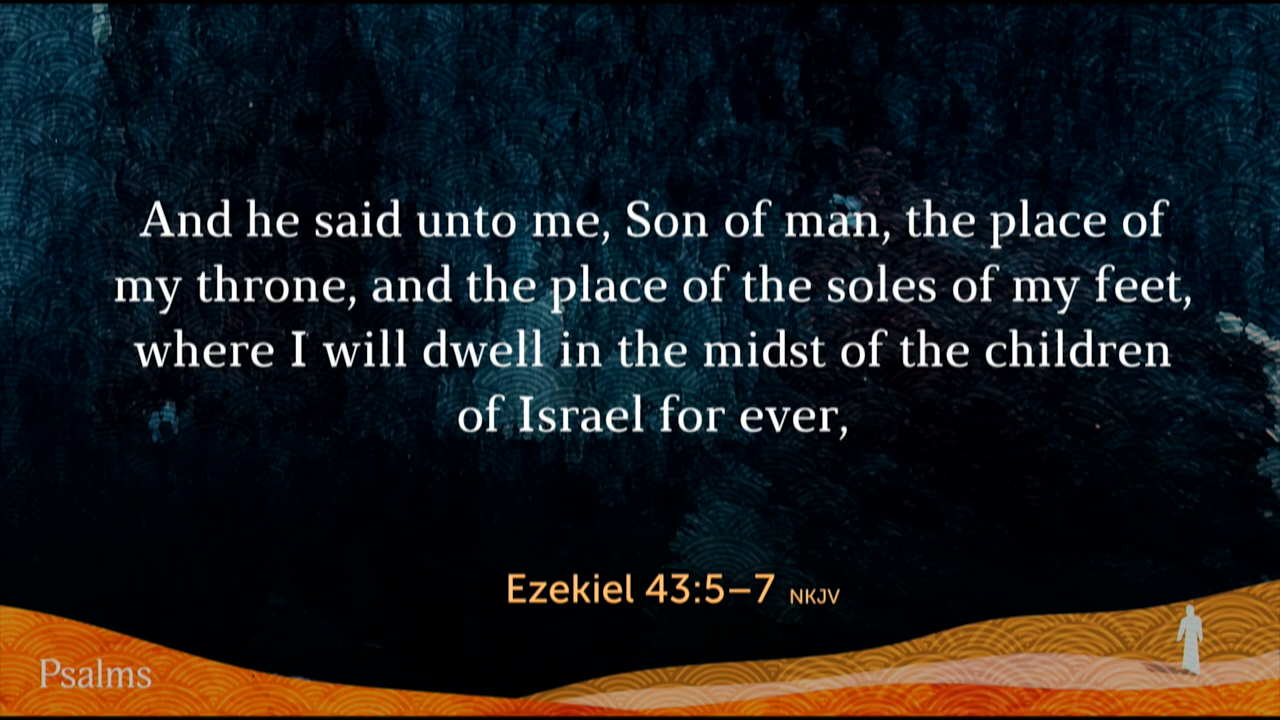 And he said unto me, Son of man, the place of
my throne, and the place of the soles of my feet,
where I will dwell in the midst of the children
of Israel for ever,
Ezekiel 43:5–7 NKJV
Psalms